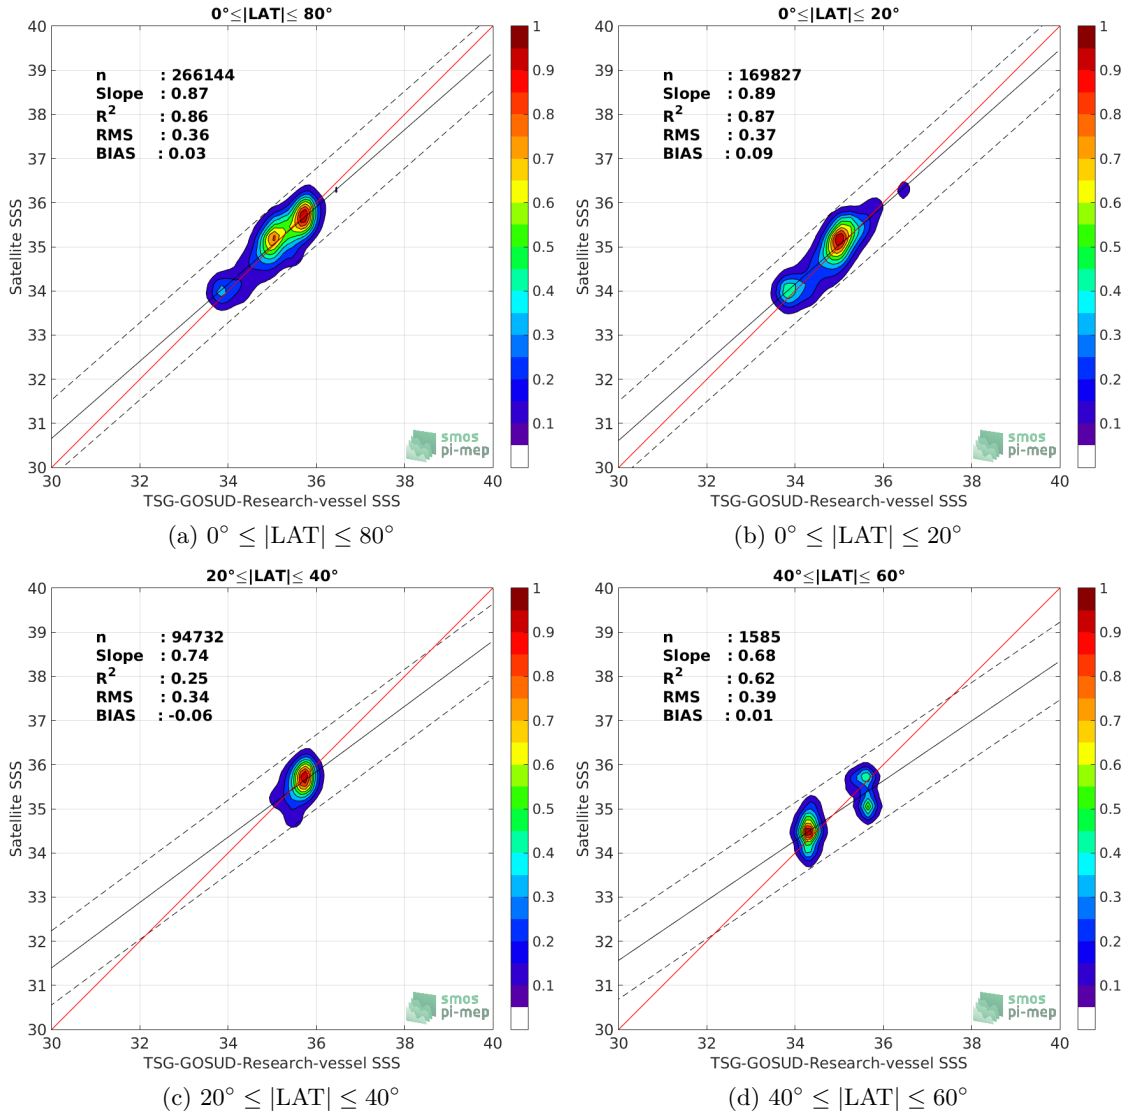 0°≤|LAT|≤ 80°
40
39
38
37
36
35
34
33
32
31
30
Satellite SSS
n : 266144
Slope : 0.87
R² : 0.86
RMS : 0.36
BIAS : 0.03
smos
pi-mep
30 32 34 36 38 40
TSG-GOSUD-Research-vessel SSS
1
0.9
0.8
0.7
0.6
0.5
0.4
0.3
0.2
0.1
(a) 0° ≤ |LAT| ≤ 80°
0°≤|LAT|≤ 20°
40
39
38
37
36
35
34
33
32
31
30
Satellite SSS
n : 169827
Slope : 0.89
R² : 0.87
RMS : 0.37
BIAS : 0.09
smos
pi-mep
30 32 34 36 38 40
TSG-GOSUD-Research-vessel SSS
1
0.9
0.8
0.7
0.6
0.5
0.4
0.3
0.2
0.1
(b) 0° ≤ |LAT| ≤ 20°
20°≤|LAT|≤ 40°
40
39
38
37
36
35
34
33
32
31
30
Satellite SSS
n : 94732
Slope : 0.74
R² : 0.25
RMS : 0.34
BIAS : -0.06
smos
pi-mep
30 32 34 36 38 40
TSG-GOSUD-Research-vessel SSS
1
0.9
0.8
0.7
0.6
0.5
0.4
0.3
0.2
0.1
(c) 20° ≤ |LAT| ≤ 40°
40°≤|LAT|≤ 60°
40
39
38
37
36
35
34
33
32
31
30
Satellite SSS
n : 1585
Slope : 0.68
R² : 0.62
RMS : 0.39
BIAS : 0.01
smos
pi-mep
30 32 34 36 38 40
TSG-GOSUD-Research-vessel SSS
1
0.9
0.8
0.7
0.6
0.5
0.4
0.3
0.2
0.1
(d) 40° ≤ |LAT| ≤ 60°